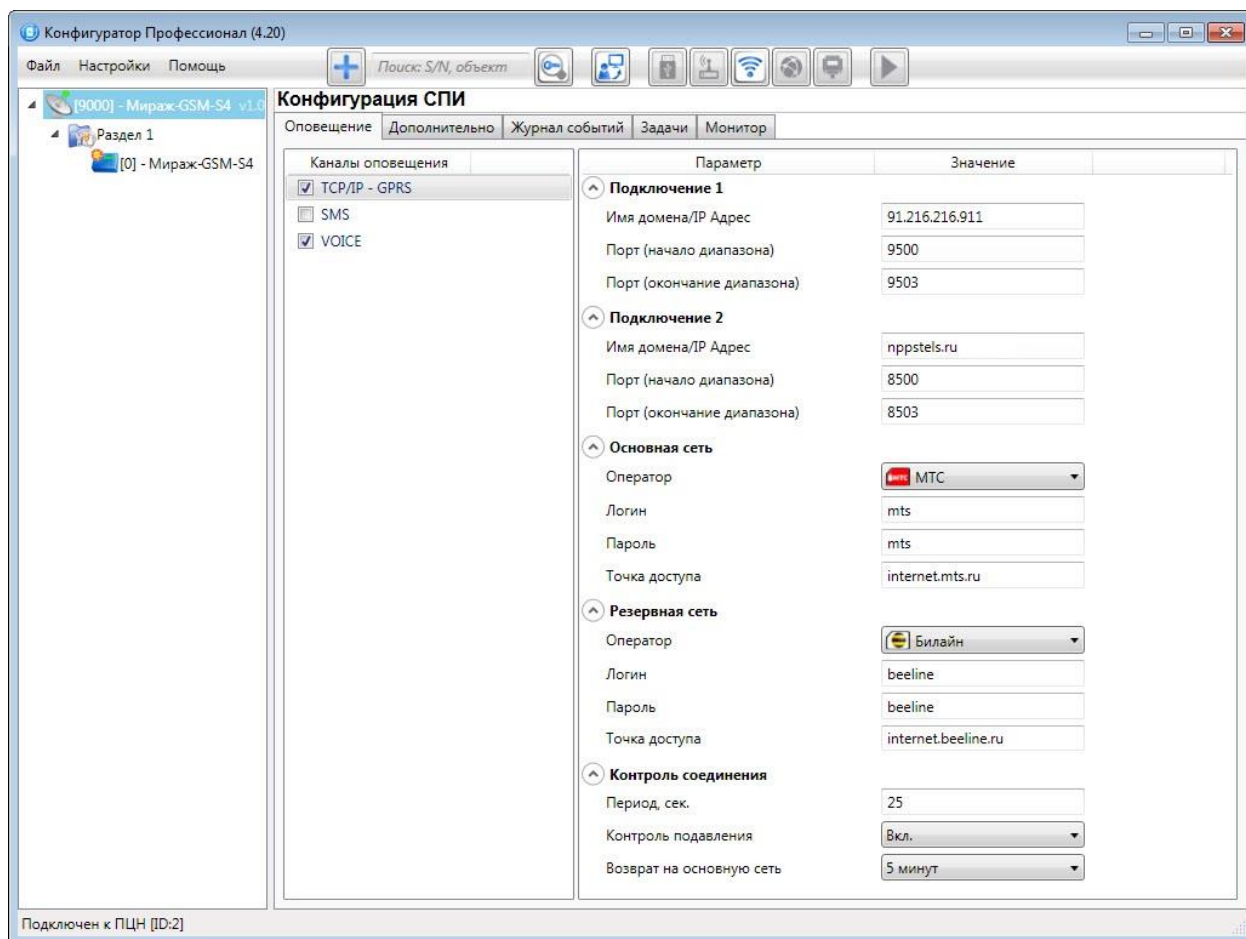 Конфигуратор Профессионал (4.20)
Файл Настройки Помощь Поиск: S/N, объект
[9000] - Мираж-GSM-S4 v1.0
Раздел 1
[0] - Мираж-GSM-S4
Конфигурация СПИ
Оповещение Дополнительно Журнал событий Задачи Монитор
Каналы оповещения
TCP/IP - GPRS
SMS
VOICE
Параметр Значение
Подключение 1
Имя домена/IP Адрес 91.216.216.911
Порт (начало диапазона) 9500
Порт (окончание диапазона) 9503
Подключение 2
Имя домена/IP Адрес nppstels.ru
Порт (начало диапазона) 8500
Порт (окончание диапазона) 8503
Основная сеть
Оператор МТС
Логин mts
Пароль mts
Точка доступа internet.mts.ru
Резервная сеть
Оператор Билайн
Логин beeline
Пароль beeline
Точка доступа internet.beeline.ru
Контроль соединения
Период, сек. 25
Контроль подавления Вкл.
Возврат на основную сеть 5 минут
Подключен к ПЦН [ID:2]